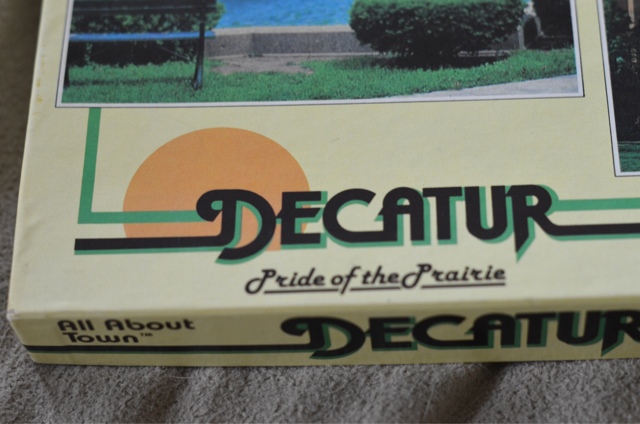 DECATUR
Pride of the Prairie
All About
Town™
DECATUR